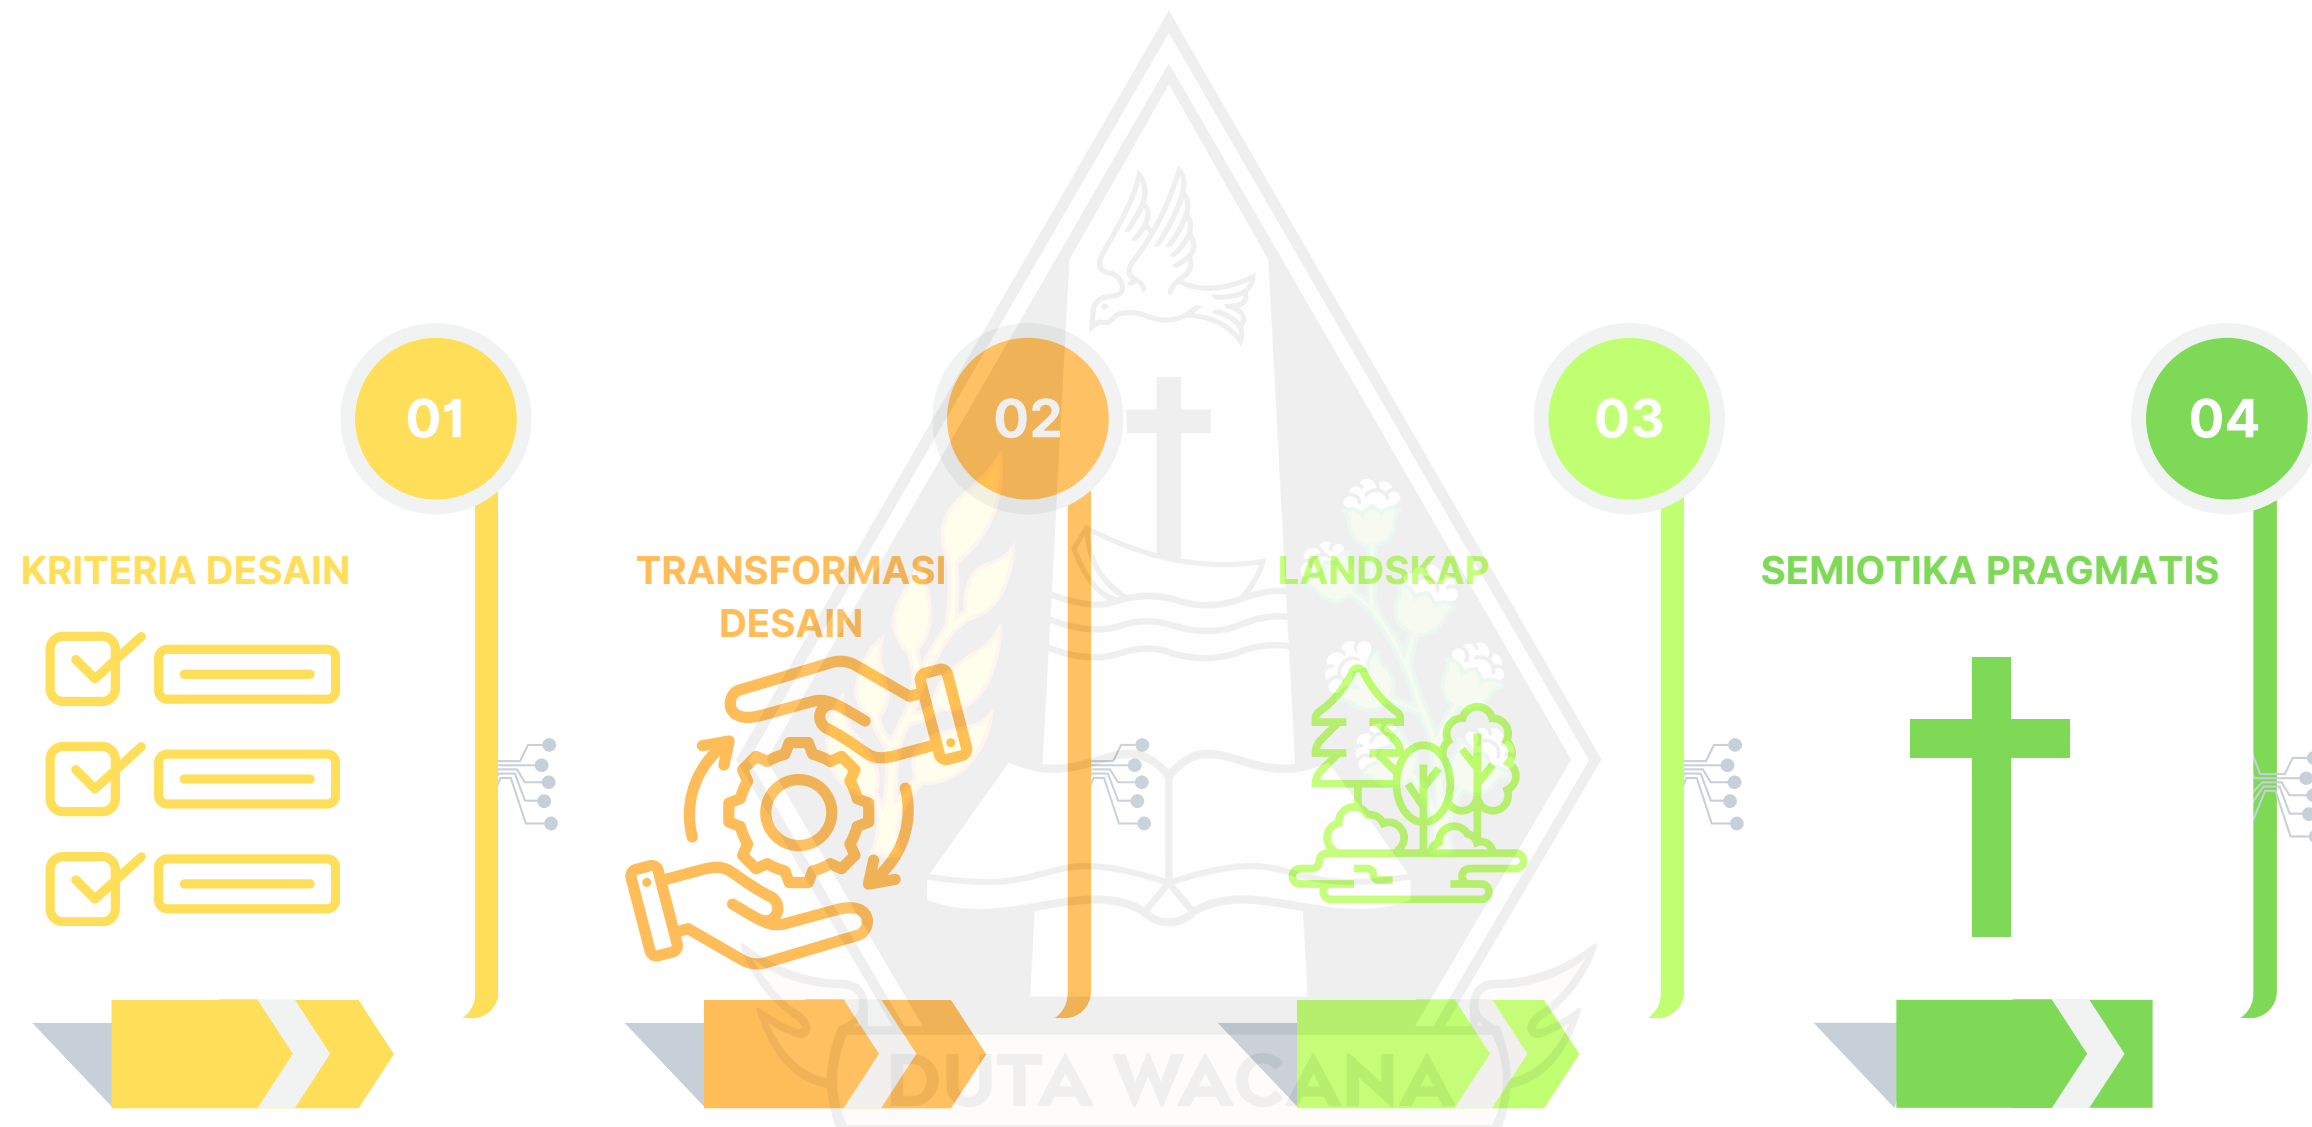 01
02
03
04
KRITERIA DESAIN
TRANSFORMASI
DESAIN
LANDSKAP
SEMIOTIKA PRAGMATIS
DUTA WACANA